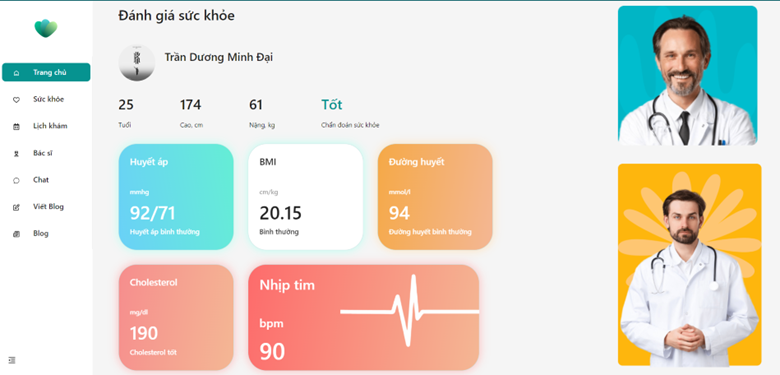 Đánh giá sức khỏe
Trang chủ
Sức khỏe
Lịch khám
Bác sĩ
Chat
Viết Blog
Blog
Trần Dương Minh Đại
25
Tuổi
174
Cao, cm
61
Nặng, kg
Tốt
Chẩn đoán sức khỏe
Huyết áp
mmhg
92/71
Huyết áp bình thường
BMI
cm/kg
20.15
Bình thường
Đường huyết
mmol/l
94
Đường huyết bình thường
Cholesterol
mg/dl
190
Cholesterol tốt
Nhịp tim
bpm
90